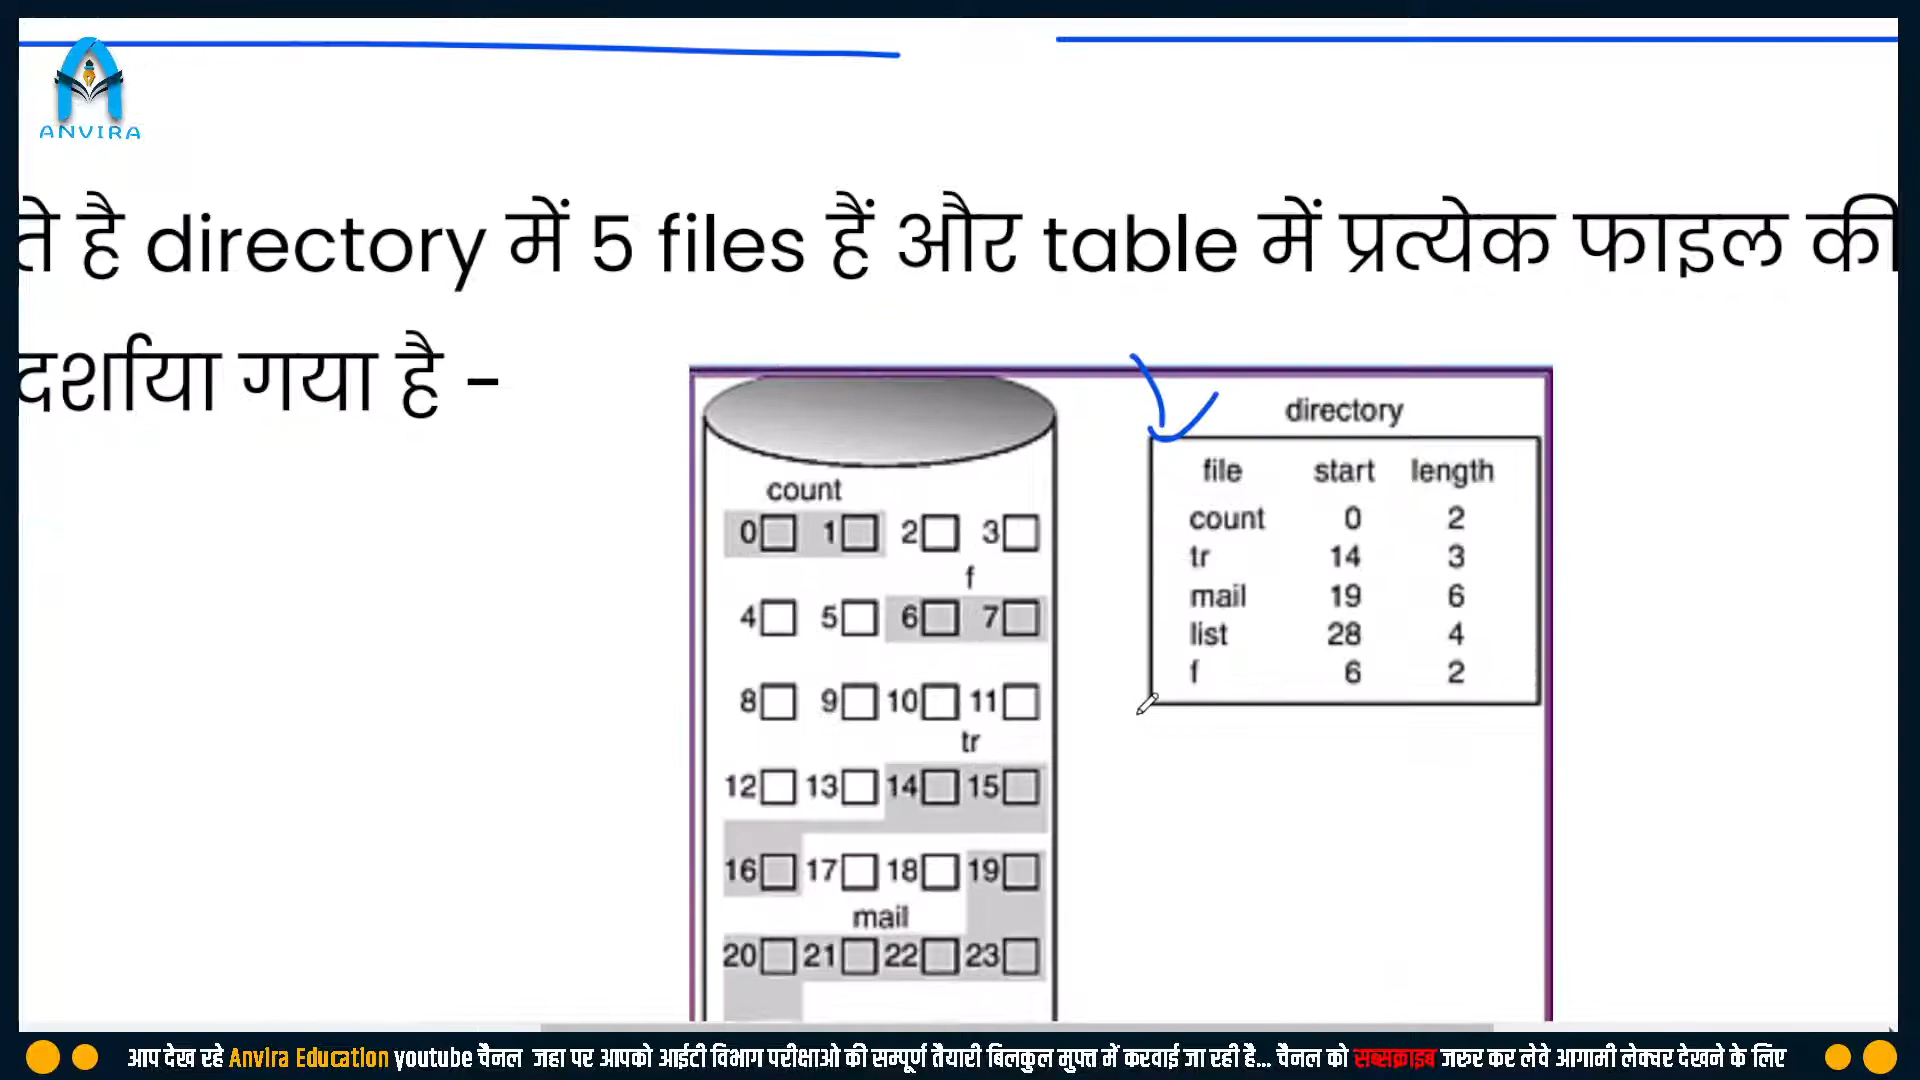 ANVIRA
ते है directory में 5 files हैं और table में प्रत्येक फाइल की
दर्शाया गया है -
count
0 1 2 3
f
4 5 6 7
8 9 10 11
tr
12 13 14 15
16 17 18 19
mail
20 21 22 23
directory
file start length
count 0 2
tr 14 3
mail 19 6
list 28 4
f 6 2
आप देख रहे Anvira Education youtube चैनल जहा पर आपको आईटी विभाग परीक्षाओ की सम्पूर्ण तैयारी बिलकुल मुफ्त में करवाई जा रही है... चैनल को सब्सक्राइब जरुर कर लेवे आगामी लेक्चर देखने के लिए